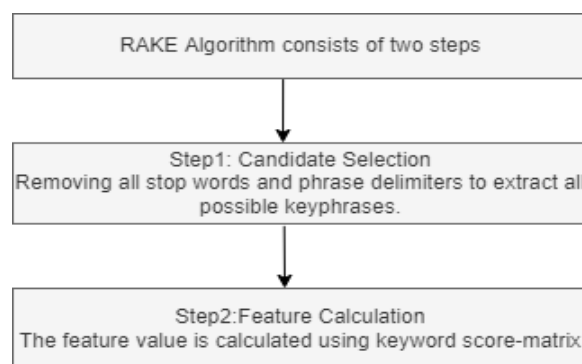 RAKE Algorithm consists of two steps
Step1: Candidate Selection
Removing all stop words and phrase delimiters to extract all
possible keyphrases.
Step2:Feature Calculation
The feature value is calculated using keyword score-matrix